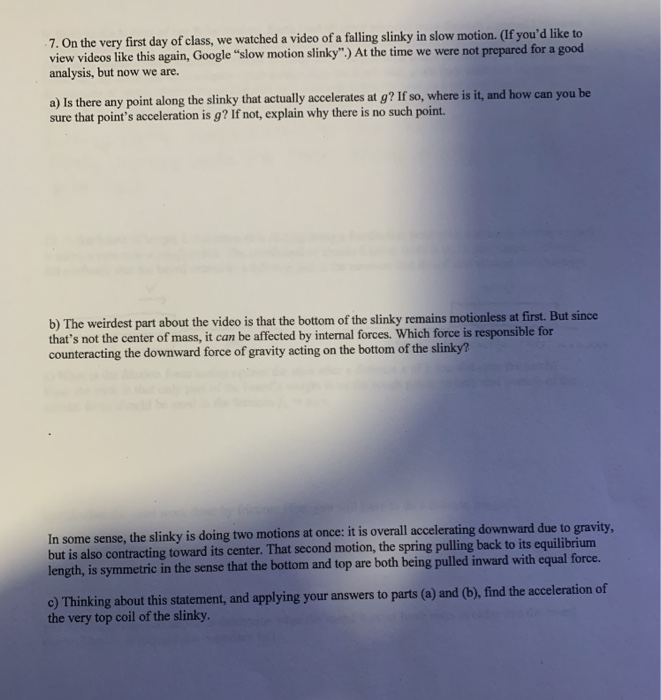 7. On the very first day of class, we watched a video of a falling slinky in slow motion. (If you'd like to
view videos like this again, Google "slow motion slinky".) At the time we were not prepared for a good
analysis, but now we are.
a) Is there any point along the slinky that actually accelerates at g? If so, where is it, and how can you be
sure that point's acceleration is g? If not, explain why there is no such point.
b) The weirdest part about the video is that the bottom of the slinky remains motionless at first. But since
that's not the center of mass, it can be affected by internal forces. Which force is responsible for
counteracting the downward force of gravity acting on the bottom of the slinky?
In some sense, the slinky is doing two motions at once: it is overall accelerating downward due to gravity,
but is also contracting toward its center. That second motion, the spring pulling back to its equilibrium
length, is symmetric in the sense that the bottom and top are both being pulled inward with equal force.
c) Thinking about this statement, and applying your answers to parts (a) and (b), find the acceleration of
the very top coil of the slinky.